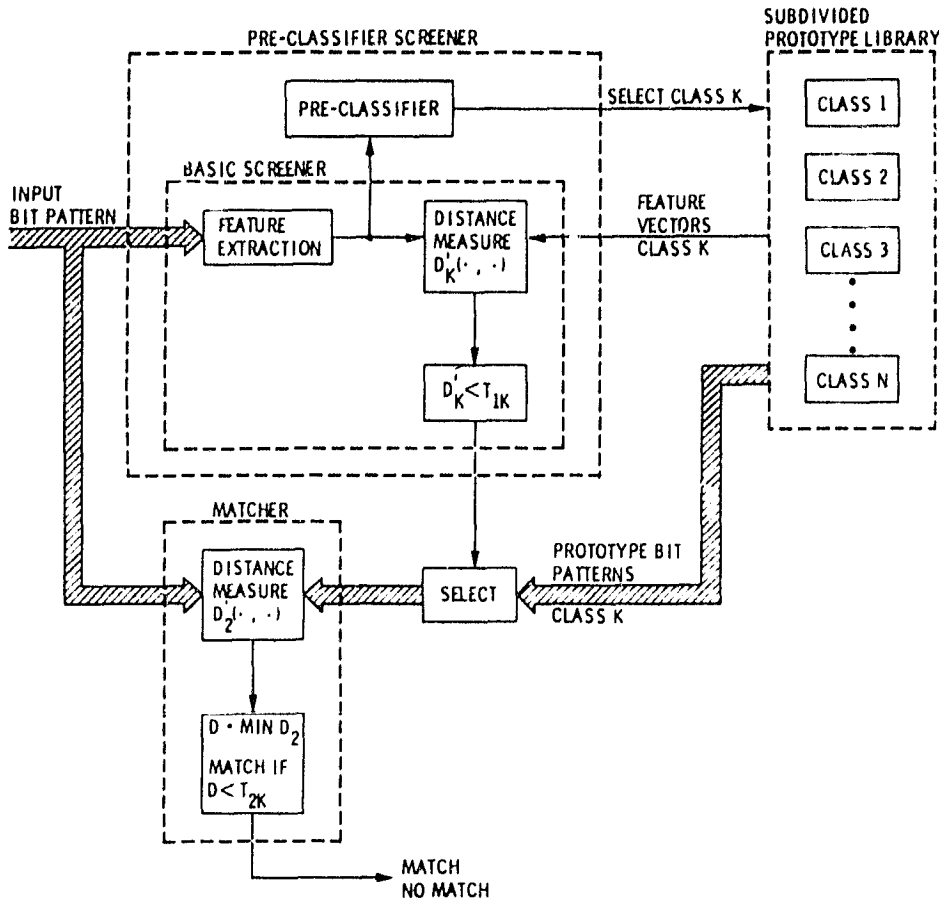 SUBDIVIDED
PROTOTYPE LIBRARY
PRE-CLASSIFIER SCREENER
PRE-CLASSIFIER
SELECT CLASS K
CLASS 1
BASIC SCREENER
CLASS 2
INPUT
BIT PATTERN
FEATURE
EXTRACTION
DISTANCE
MEASURE
D'K(·, ·)
FEATURE
VECTORS
CLASS K
CLASS 3
CLASS N
D'K < T1K
MATCHER
DISTANCE
MEASURE
D'2(·, ·)
SELECT
PROTOTYPE BIT
PATTERNS
CLASS K
D · MIN D2
MATCH IF
D < T2K
MATCH
NO MATCH